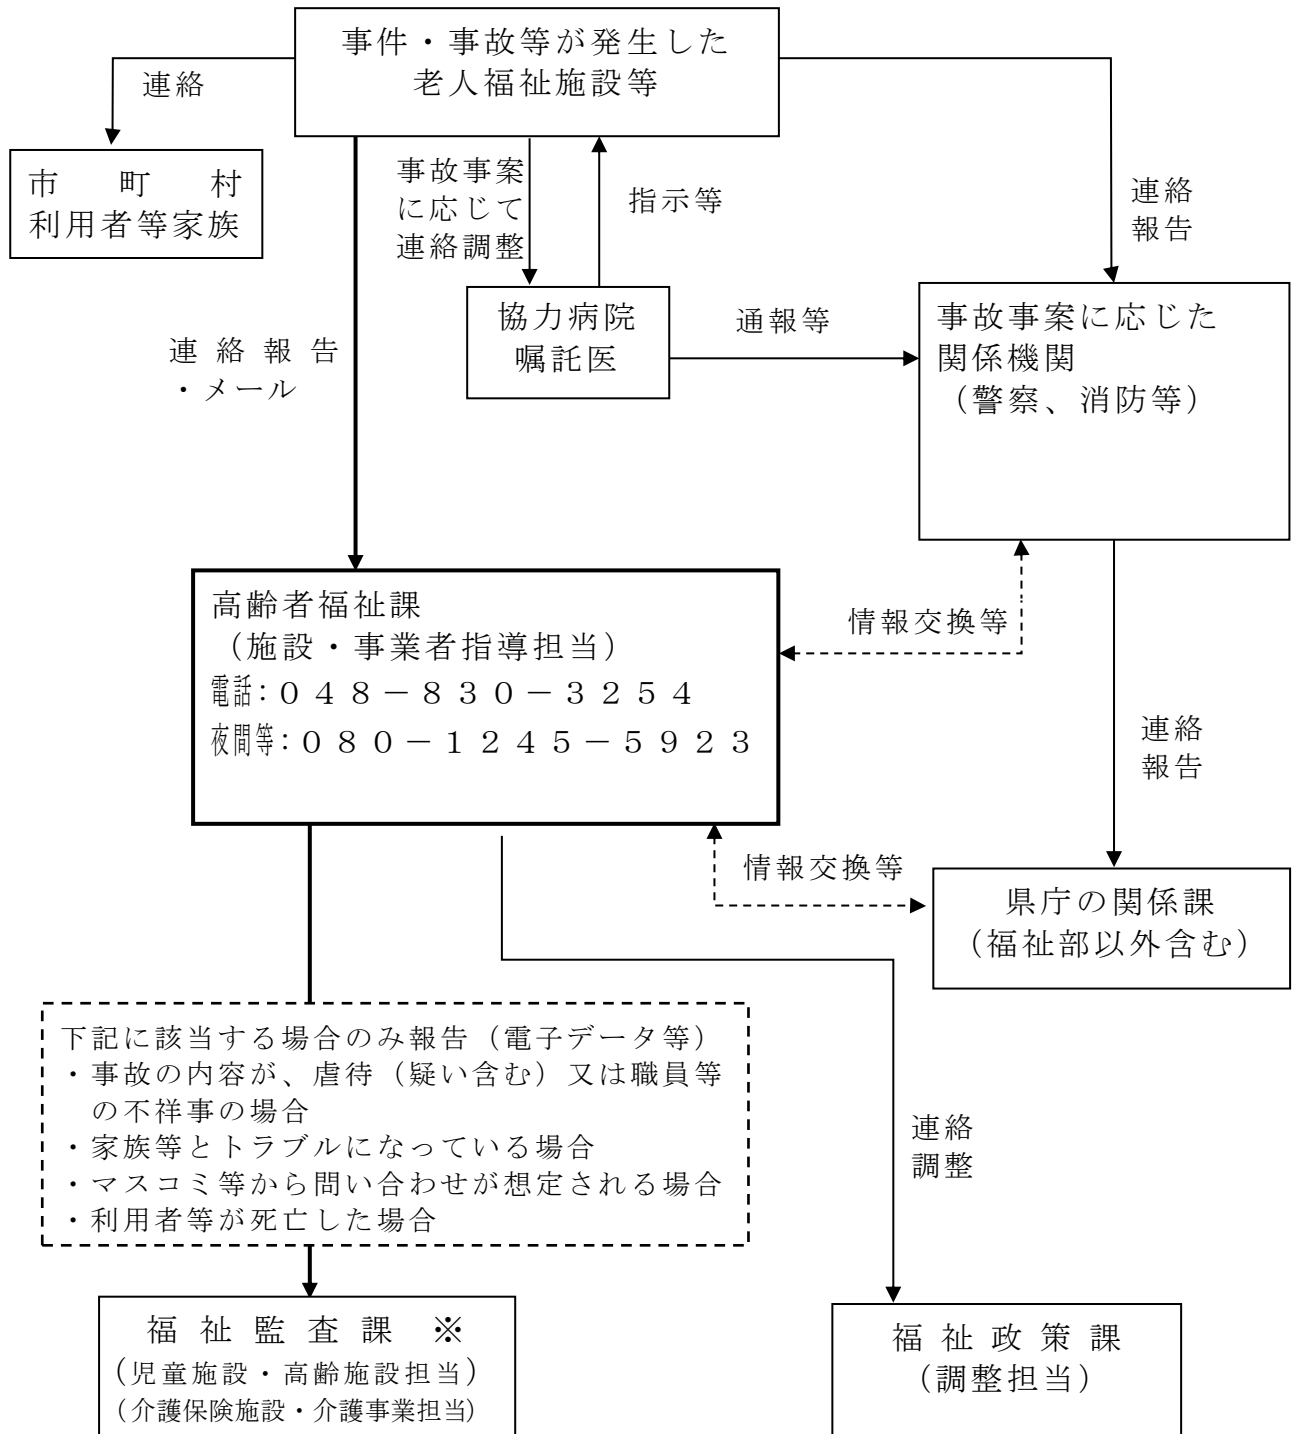 事件・事故等が発生した
老人福祉施設等
連絡
市町村
利用者等家族
事故事案
に応じて
連絡調整
指示等
連絡
報告
協力病院
嘱託医
通報等
事故事案に応じた
関係機関
（警察、消防等）
連絡報告
・メール
高齢者福祉課
（施設・事業者指導担当）
電話：０４８－８３０－３２５４
夜間等：０８０－１２４５－５９２３
情報交換等
連絡
報告
情報交換等
県庁の関係課
（福祉部以外含む）
下記に該当する場合のみ報告（電子データ等）
・事故の内容が、虐待（疑い含む）又は職員等
の不祥事の場合
・家族等とトラブルになっている場合
・マスコミ等から問い合わせが想定される場合
・利用者等が死亡した場合
連絡
調整
福祉監査課　※
（児童施設・高齢施設担当）
（介護保険施設・介護事業担当）
福祉政策課
（調整担当）